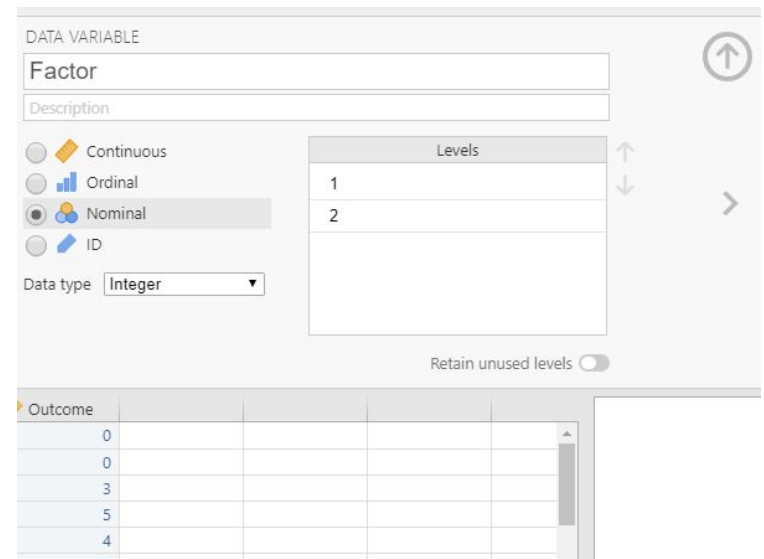 DATA VARIABLE
Factor
Description
Continuous
Ordinal
Nominal
ID
Data type Integer
Levels
1
2
Retain unused levels
Outcome
0
0
3
5
4